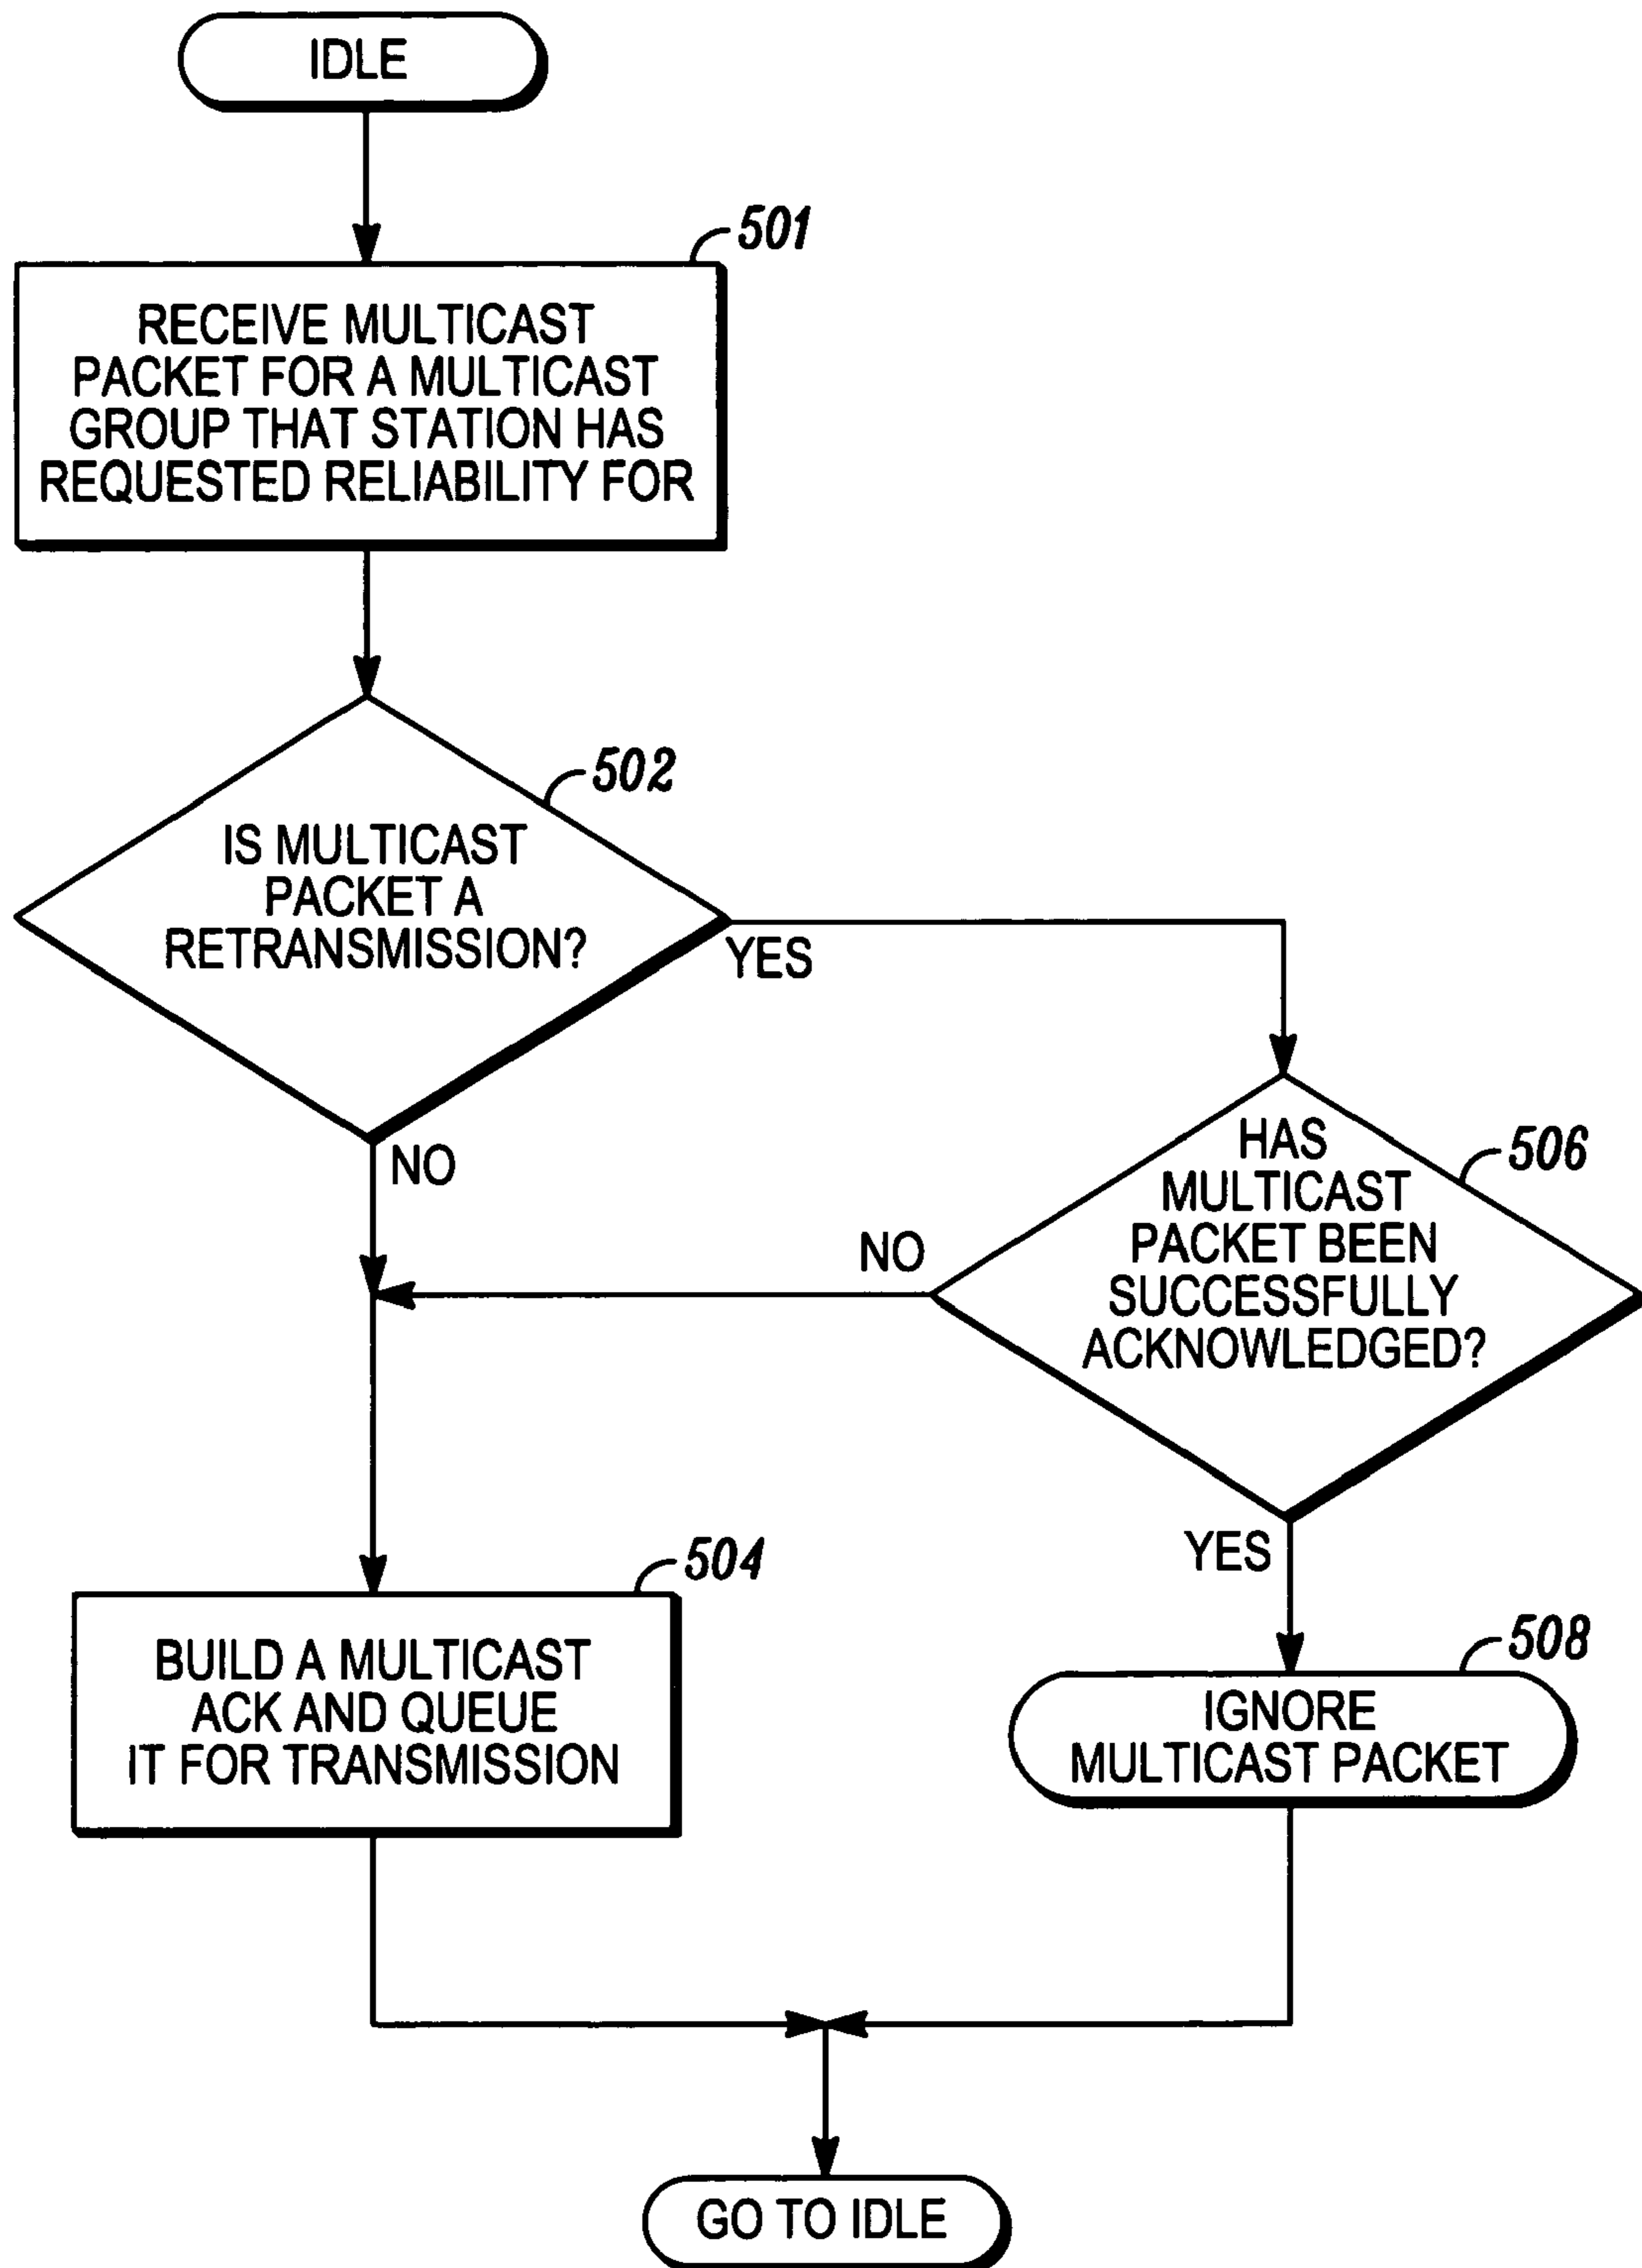 IDLE
501
RECEIVE MULTICAST
PACKET FOR A MULTICAST
GROUP THAT STATION HAS
REQUESTED RELIABILITY FOR
502
IS MULTICAST
PACKET A
RETRANSMISSION?
YES
NO
506
HAS
MULTICAST
PACKET BEEN
SUCCESSFULLY
ACKNOWLEDGED?
NO
YES
504
BUILD A MULTICAST
ACK AND QUEUE
IT FOR TRANSMISSION
508
IGNORE
MULTICAST PACKET
GO TO IDLE